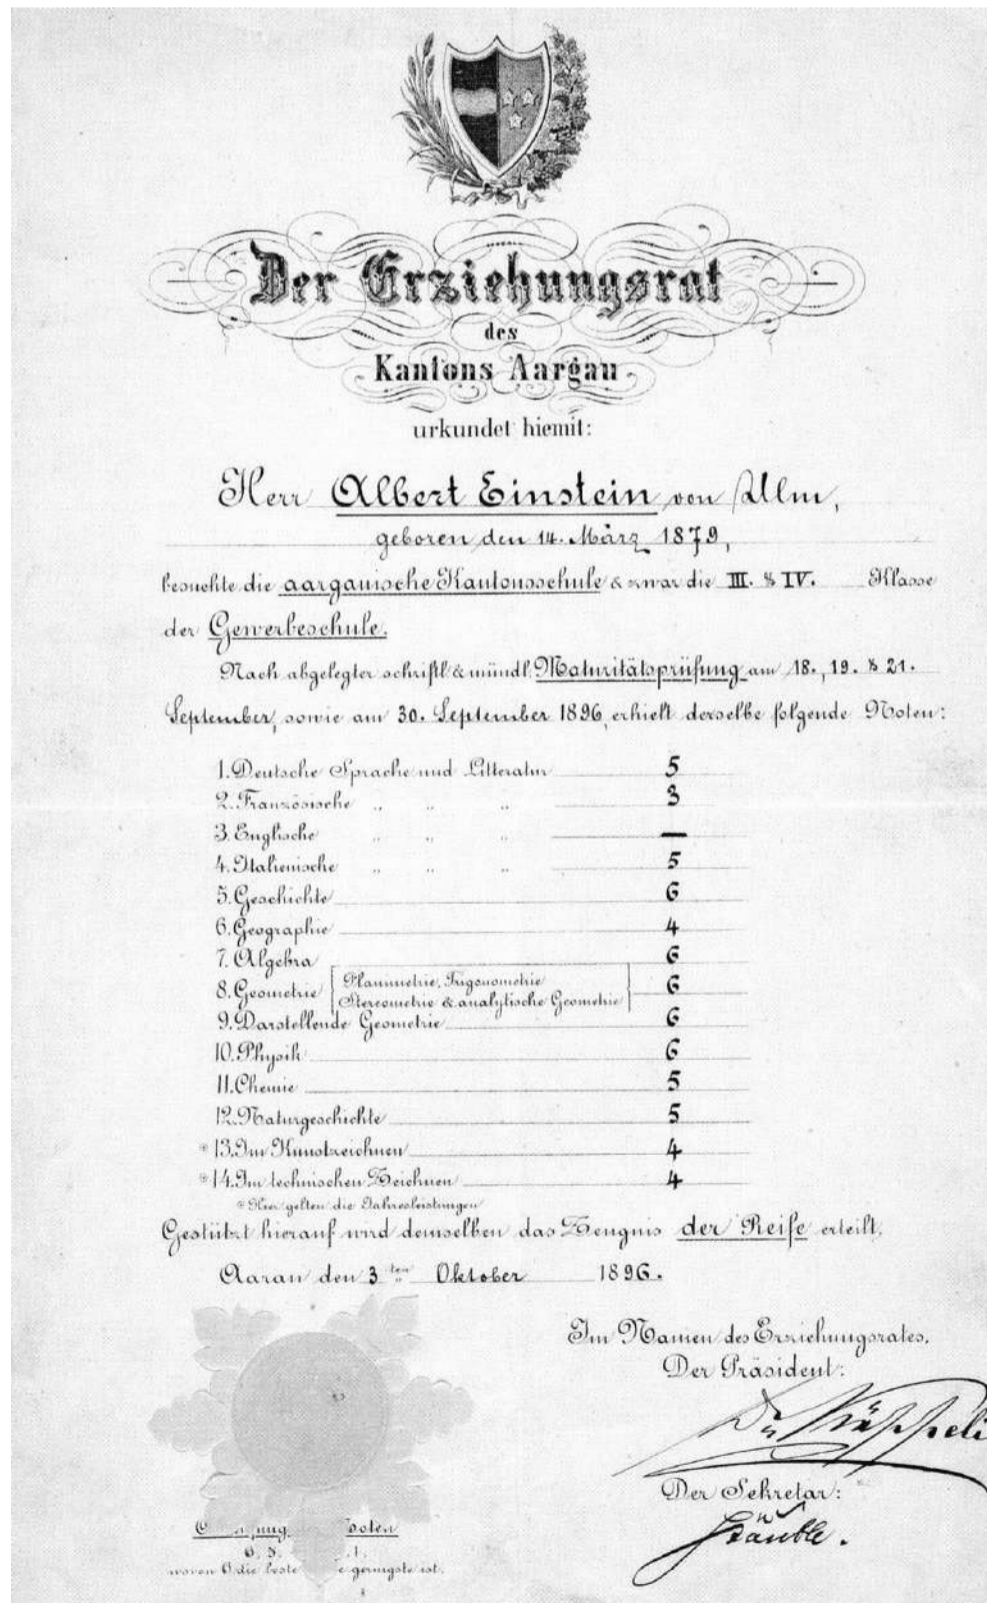 Der Erziehungsrat
des
Kantons Aargau
urkundet hiemit:
Herr Albert Einstein von Ulm,
geboren den 14. März 1879,
besuchte die aargauische Kantonsschule & zwar die III. & IV. Klasse
der Gewerbeschule.
Nach abgelegter schriftl. & mündl. Maturitätsprüfung am 18., 19. & 21.
September, sowie am 30. September 1896, erhielt derselbe folgende Noten:
1. Deutsche Sprache und Litteratur 5
2. Französische „ „ „ 3
3. Englische „ „ „ —
4. Italienische „ „ „ 5
5. Geschichte 6
6. Geographie 4
7. Algebra 6
8. Geometrie { Planimetrie, Trigonometrie
Stereometrie & analytische Geometrie } 6
9. Darstellende Geometrie 6
10. Physik 6
11. Chemie 5
12. Naturgeschichte 5
* 13. Im Kunstzeichnen 4
* 14. Im technischen Zeichnen 4
* Hier gelten die Jahresleistungen
Gestützt hierauf wird demselben das Zeugnis der Reife erteilt.
Aarau den 3ten Oktober 1896.
Im Namen des Erziehungsrates,
Der Präsident:
Dr. Käppeli
Der Sekretär:
Stäuble.
Noten
6, 5. 1.
wovon 6 die beste geringste ist.